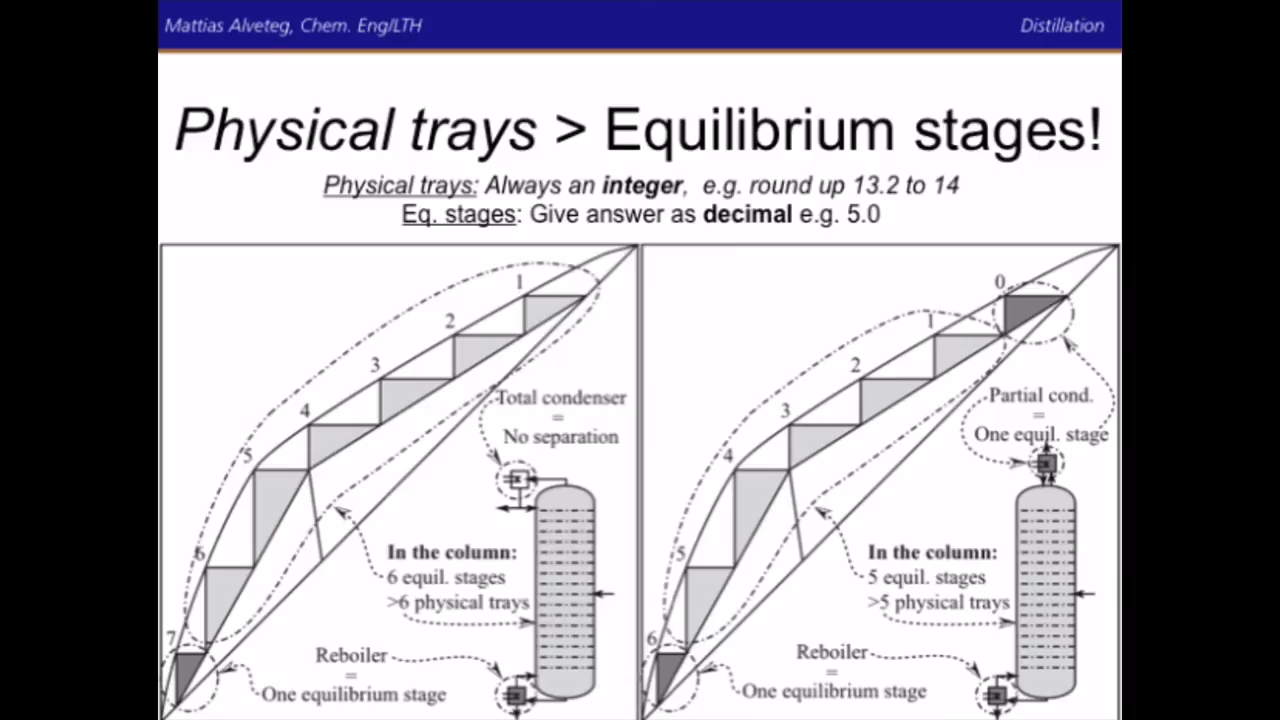 Mattias Alveteg, Chem. Eng/LTH
Distillation
Physical trays > Equilibrium stages!
Physical trays: Always an integer, e.g. round up 13.2 to 14
Eq. stages: Give answer as decimal e.g. 5.0
1
2
3
4
5
6
7
Total condenser
=
No separation
In the column:
6 equil. stages
>6 physical trays
Reboiler
=
One equilibrium stage
0
1
2
3
4
5
6
Partial cond.
=
One equil. stage
In the column:
5 equil. stages
>5 physical trays
Reboiler
=
One equilibrium stage